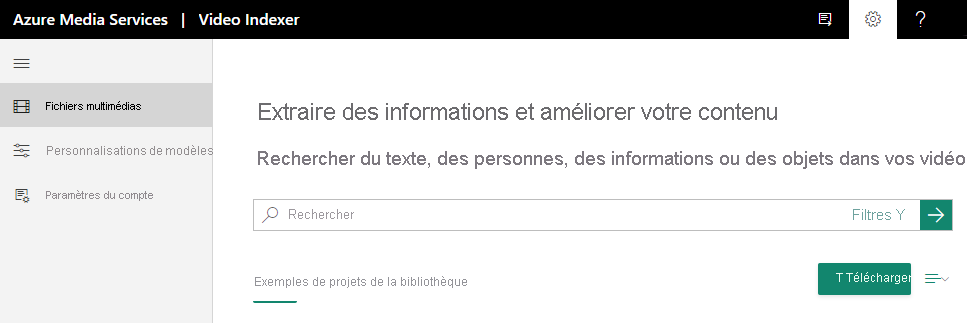 Azure Media Services | Video Indexer
?
Fichiers multimédias
Personnalisations de modèles
Paramètres du compte
Extraire des informations et améliorer votre contenu
Rechercher du texte, des personnes, des informations ou des objets dans vos vidéo
Rechercher
Filtres Y
Exemples de projets de la bibliothèque
T Télécharger